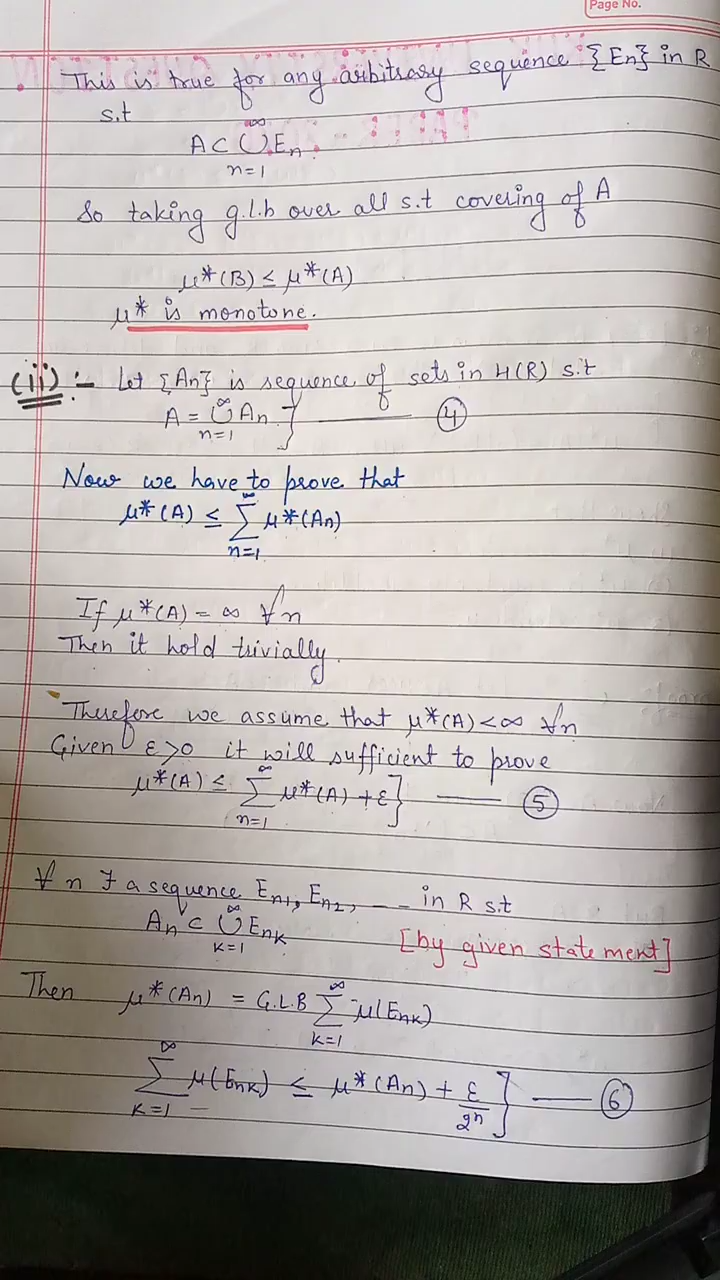 Page No.
This is true for any arbitrary sequence {En} in R
s.t
A ⊂ ∞∪n=1 En.
So taking g.l.b over all s.t covering of A
μ*(B) ≤ μ*(A)
μ* is monotone.
(ii) :- Let {An} is sequence of sets in H(R) s.t
A = ∞∪n=1 An } —— ④
Now we have to prove that
μ*(A) ≤ ∞∑n=1 μ*(An)
If μ*(A) = ∞ ∀n
Then it hold trivially.
Therefore we assume that μ*(A) < ∞ ∀n
Given ε>0 it will sufficient to prove
μ*(A) ≤ ∞∑n=1 μ*(A) + ε } —— ⑤
∀ n ∃ a sequence En1, En2, --- in R s.t
An ⊂ ∞∪k=1 Enk [by given statement]
Then μ*(An) = G.L.B ∞∑k=1 μ(Enk)
∞∑k=1 μ(Enk) ≤ μ*(An) + ε/2ⁿ } —— ⑥